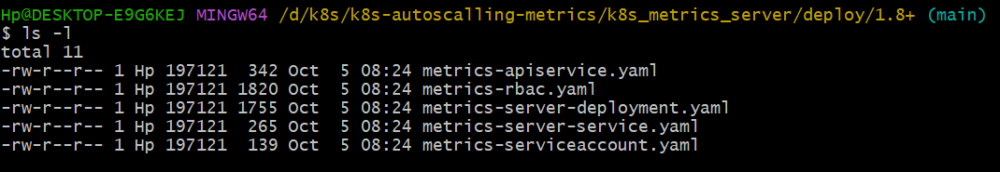 Hp@DESKTOP-E9G6KEJ MINGW64 /d/k8s/k8s-autoscalling-metrics/k8s_metrics_server/deploy/1.8+ (main)
$ ls -l
total 11
-rw-r--r-- 1 Hp 197121  342 Oct  5 08:24 metrics-apiservice.yaml
-rw-r--r-- 1 Hp 197121 1820 Oct  5 08:24 metrics-rbac.yaml
-rw-r--r-- 1 Hp 197121 1755 Oct  5 08:24 metrics-server-deployment.yaml
-rw-r--r-- 1 Hp 197121  265 Oct  5 08:24 metrics-server-service.yaml
-rw-r--r-- 1 Hp 197121  139 Oct  5 08:24 metrics-serviceaccount.yaml